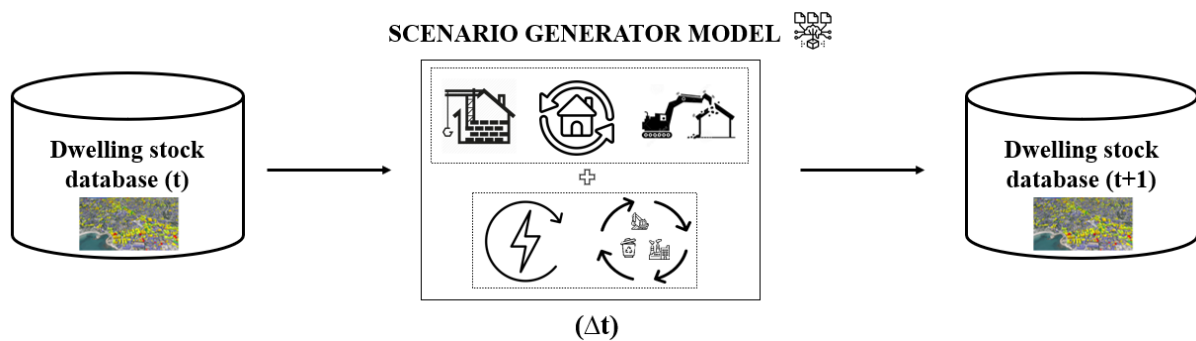 SCENARIO GENERATOR MODEL
Dwelling stock
database (t)
Dwelling stock
database (t+1)
(Δt)